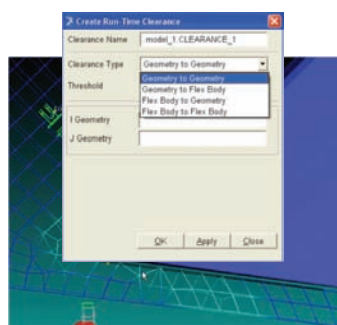 Create Run-Time Clearance
Clearance Name model_1.CLEARANCE_1
Clearance Type Geometry to Geometry
Geometry to Geometry
Threshold Geometry to Flex Body
Flex Body to Geometry
Flex Body to Flex Body
I Geometry
J Geometry
OK Apply Close